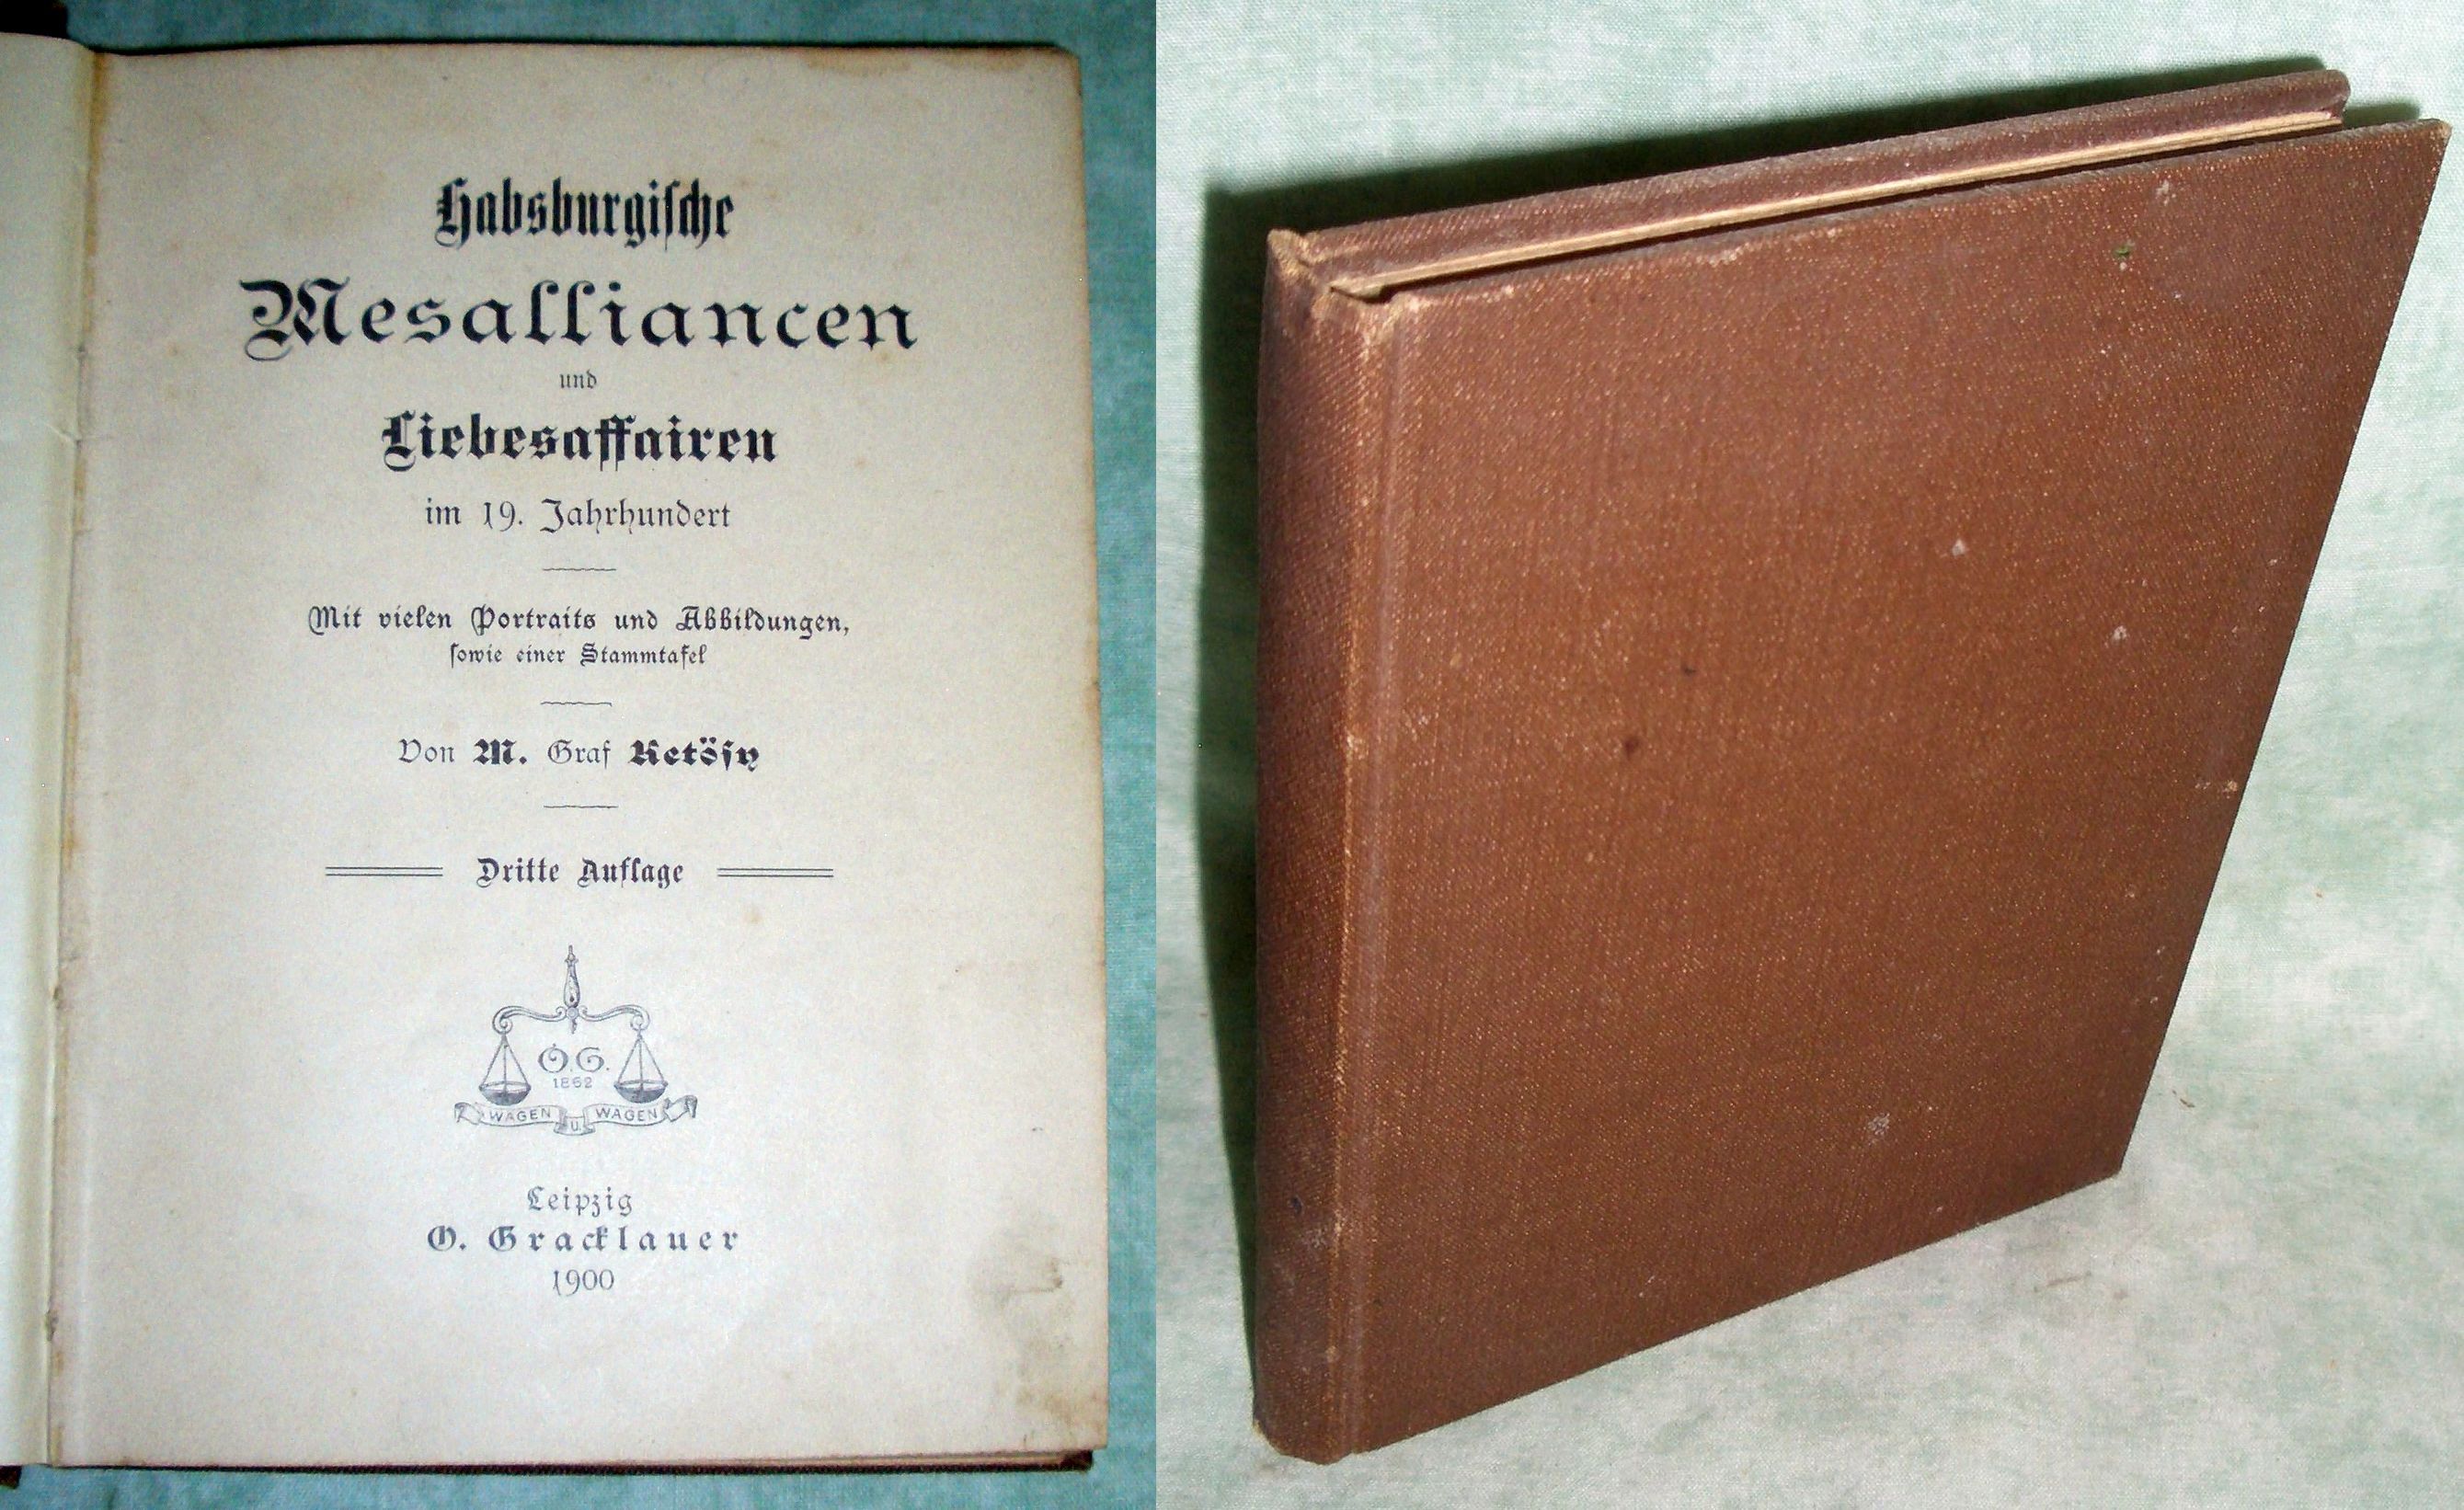 Habsburgische
Mesalliancen
und
Liebesaffairen
im 19. Jahrhundert
Mit vielen Portraits und Abbildungen,
sowie einer Stammtafel
Von M. Graf Ketösy
Dritte Auflage
O.G.
1862
WAGEN U. WAGEN
Leipzig
O. Gracklauer
1900